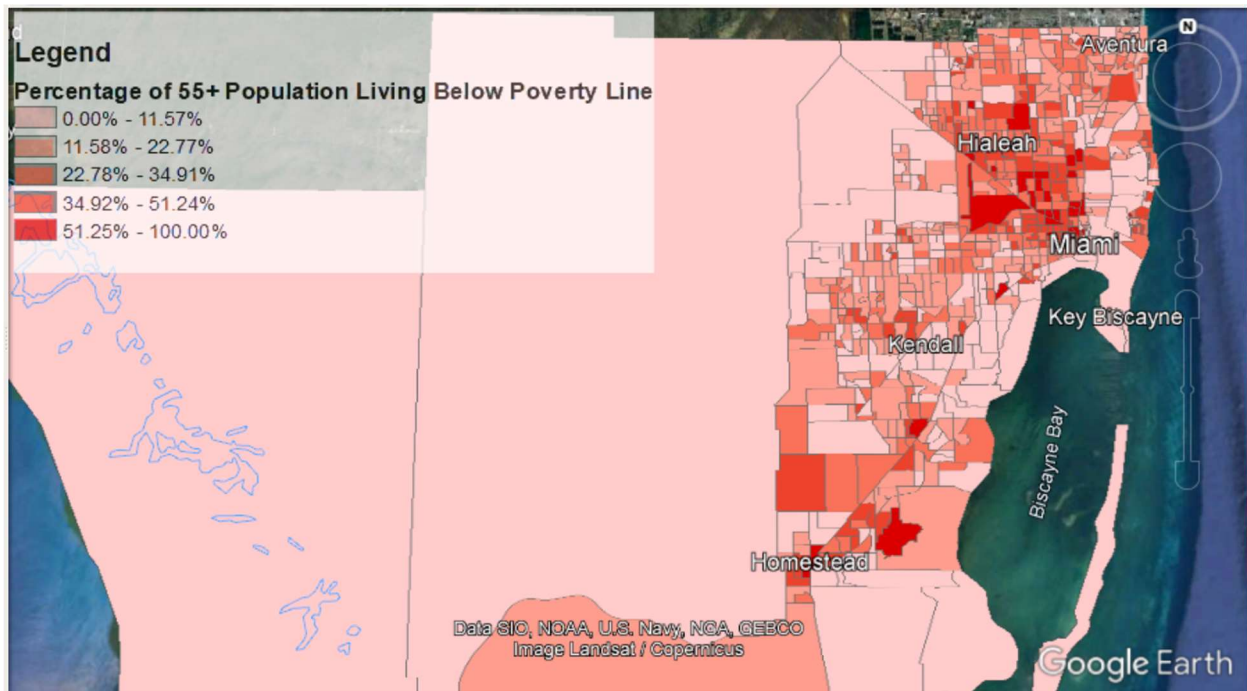 d
Legend
Percentage of 55+ Population Living Below Poverty Line
0.00% - 11.57%
11.58% - 22.77%
22.78% - 34.91%
34.92% - 51.24%
51.25% - 100.00%
N
Aventura
Hialeah
Miami
Key Biscayne
Kendall
Biscayne Bay
Homestead
Data SIO, NOAA, U.S. Navy, NGA, GEBCO
Image Landsat / Copernicus
Google Earth